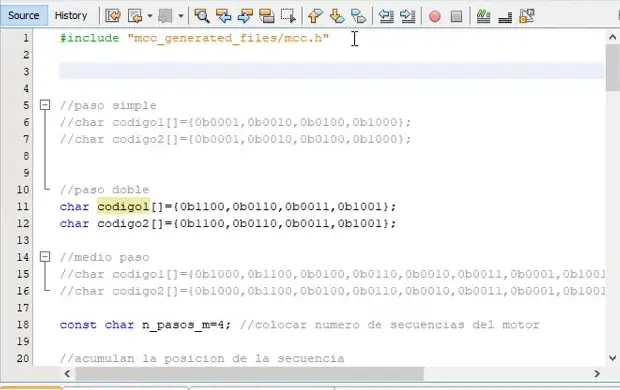 Source History
1 #include "mcc_generated_files/mcc.h"
2
3
4
5 //paso simple
6 //char codigo1[]={0b0001,0b0010,0b0100,0b1000};
7 //char codigo2[]={0b0001,0b0010,0b0100,0b1000};
8
9
10 //paso doble
11 char codigo1[]={0b1100,0b0110,0b0011,0b1001};
12 char codigo2[]={0b1100,0b0110,0b0011,0b1001};
13
14 //medio paso
15 //char codigo1[]={0b1000,0b1100,0b0100,0b0110,0b0010,0b0011,0b0001,0b1001
16 //char codigo2[]={0b1000,0b1100,0b0100,0b0110,0b0010,0b0011,0b0001,0b1001
17
18 const char n_pasos_m=4; //colocar numero de secuencias del motor
19
20 //acumulan la posicion de la secuencia